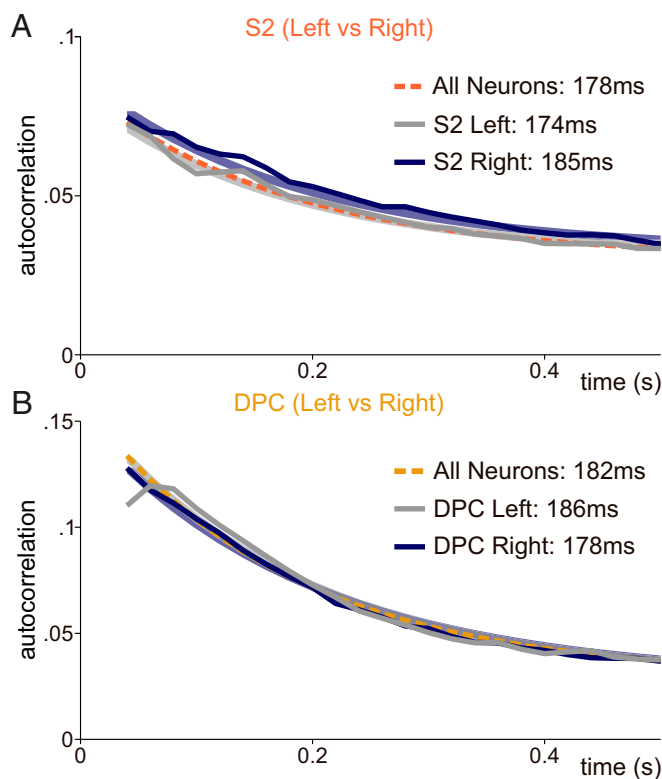 A
S2 (Left vs Right)
.1
All Neurons: 178ms
S2 Left: 174ms
S2 Right: 185ms
.05
autocorrelation
0
0
0.2
0.4
time (s)
B
DPC (Left vs Right)
.15
All Neurons: 182ms
DPC Left: 186ms
DPC Right: 178ms
.1
autocorrelation
.05
0
0
0.2
0.4
time (s)